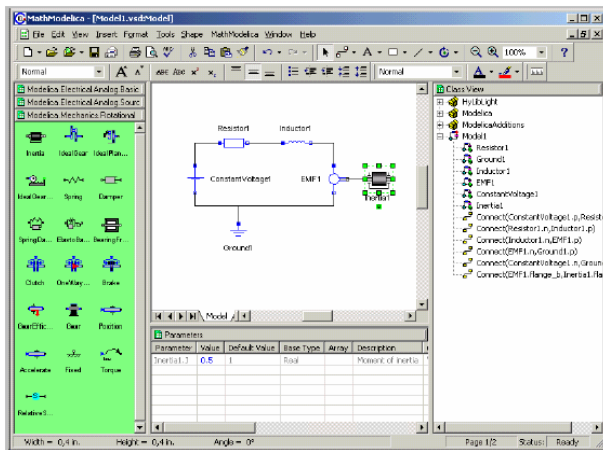 MathModelica - [Model1.vsdModel]
File Edit View Insert Format Tools Shape MathModelica Window Help
100%
Normal
Normal
Modelica Electrical Analog Basic
Modelica Electrical Analog Sourc
Modelica Mechanics Rotational
Inertia IdealGear IdealPlan...
IdealGear... Spring Damper
SpringDa... ElastoBa... BearingFr...
Clutch OneWay... Brake
GearEffic... Gear Position
Accelerate Fixed Torque
RelativeS...
Resistor1 Inductor1
ConstantVoltage1 EMF1
Inertia1
Ground1
Model
Parameters
Parameter Value Default Value Base Type Array Description
Inertia1.J 0.5 1 Real Moment of inertia
Class View
HyLibLight
Modelica
ModelicaAdditions
Model1
Resistor1
Ground1
Inductor1
EMF1
ConstantVoltage1
Inertia1
Connect(ConstantVoltage1.p,Resisto
Connect(Resistor1.n,Inductor1.p)
Connect(Inductor1.n,EMF1.p)
Connect(EMF1.n,Ground1.p)
Connect(ConstantVoltage1.n,Groun
Connect(EMF1.flange_b,Inertia1.fla
Width = 0,4 in. Height = 0,4 in. Angle = 0° Page 1/2 Status: Ready